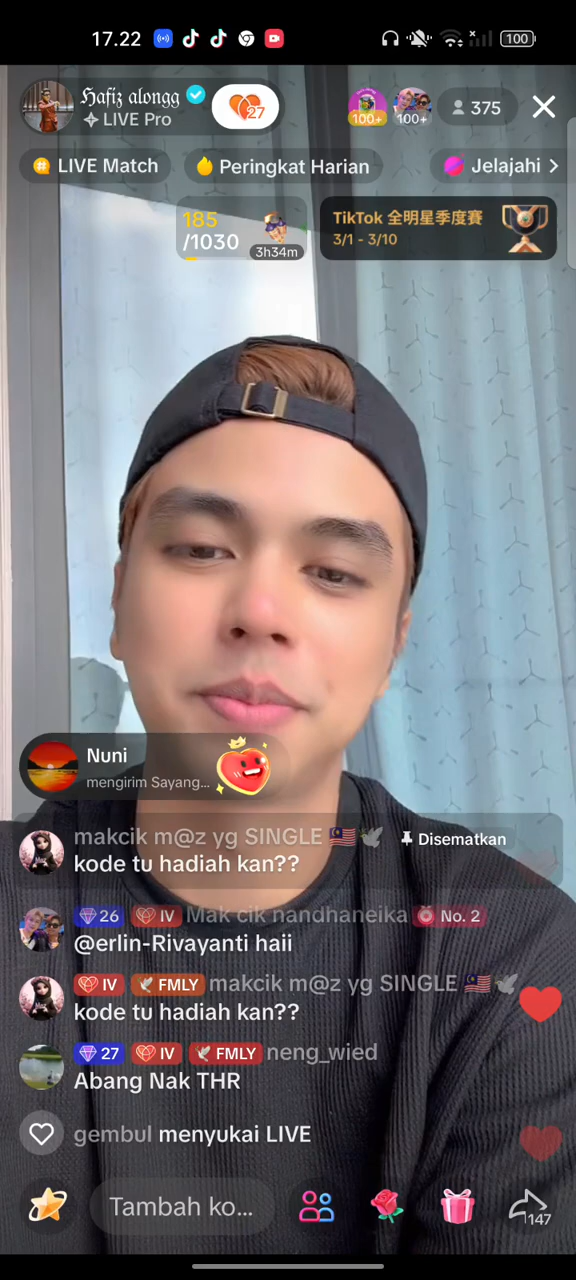 17.22
100
ℌafiz alongg
LIVE Pro
27
100+
100+
375
LIVE Match
Peringkat Harian
Jelajahi
185
/1030
3h34m
TikTok 全明星季度賽
3/1 - 3/10
Nuni
mengirim Sayang...
makcik m@z yg SINGLE 🇲🇾🕊 Disematkan
kode tu hadiah kan??
26 IV Mak cik nandhaneika No. 2
@erlin-Rivayanti haii
IV FMLY makcik m@z yg SINGLE 🇲🇾🕊
kode tu hadiah kan??
27 IV FMLY neng_wied
Abang Nak THR
gembul menyukai LIVE
Tambah ko...
147